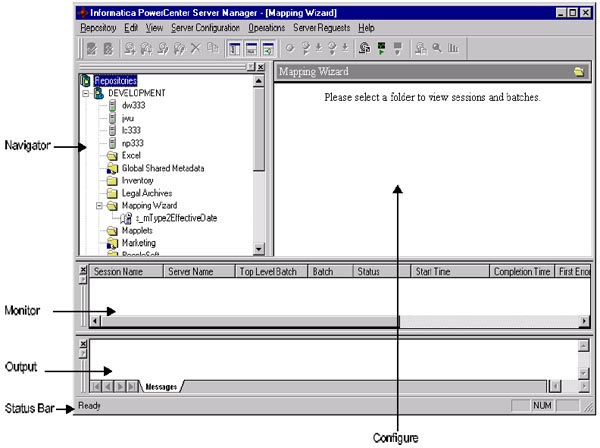 Informatica PowerCenter Server Manager - [Mapping Wizard]
Repository Edit View Server Configuration Operations Server Requests Help
Mapping Wizard
Repositories
DEVELOPMENT
dw333
jwu
lc333
np333
Excel
Global Shared Metadata
Inventory
Legal Archives
Mapping Wizard
s_mType2EffectiveDate
Mapplets
Marketing
PeopleSoft
Please select a folder to view sessions and batches.
Navigator
Session Name Server Name Top Level Batch Batch Status Start Time Completion Time First Error
Monitor
Output
Messages
Status Bar
Ready
NUM
Configure